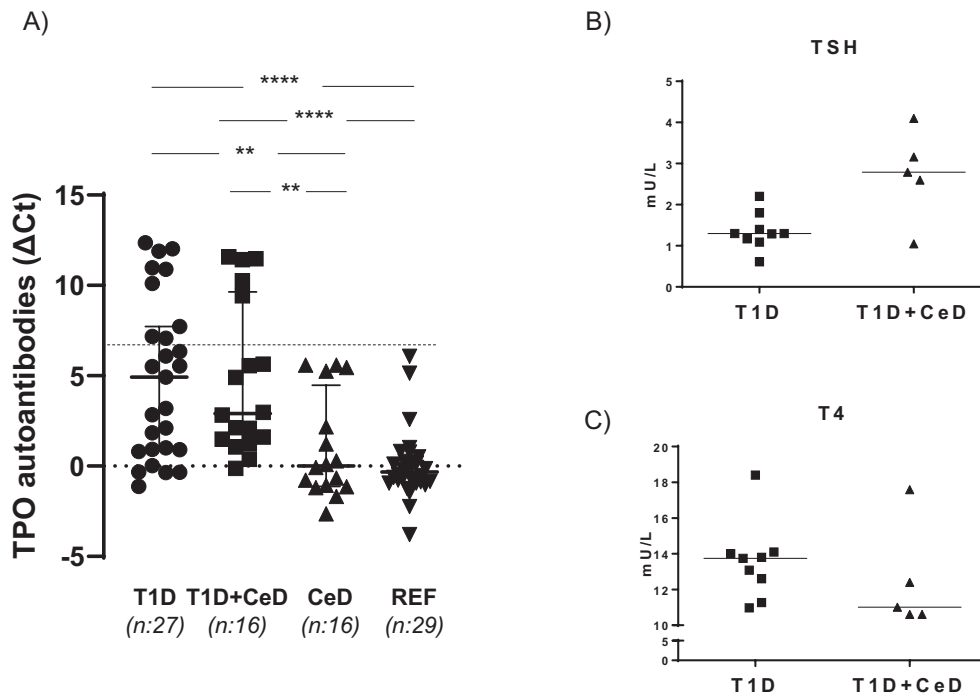 A)
****
****
**
**
TPO autoantibodies (ΔCt)
15
10
5
0
-5
T1D T1D+CeD CeD REF
(n:27) (n:16) (n:16) (n:29)
B)
TSH
mU/L
5
4
3
2
1
0
T1D T1D+CeD
C)
T4
mU/L
20
18
16
14
12
10
5
0
T1D T1D+CeD